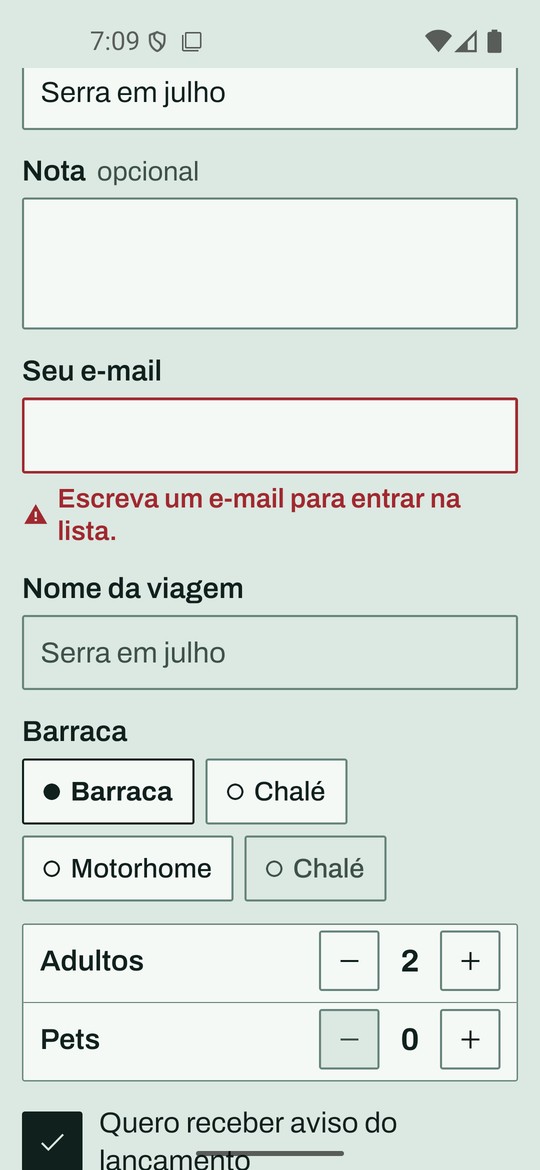 7:09
Serra em julho
Nota opcional
Seu e-mail
Escreva um e-mail para entrar na
lista.
Nome da viagem
Serra em julho
Barraca
Barraca
Chalé
Motorhome
Chalé
Adultos
− 2 +
Pets
− 0 +
Quero receber aviso do
lançamento